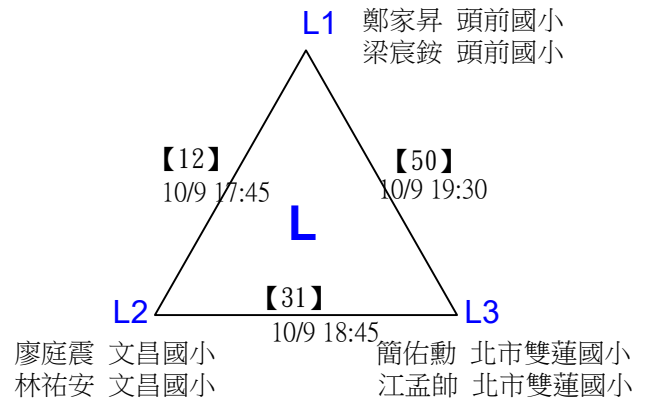 L1 鄭家昇 頭前國小
梁宸銨 頭前國小
【12】
10/9 17:45
【50】
10/9 19:30
L
【31】
10/9 18:45
L2
L3
廖庭震 文昌國小
林祐安 文昌國小
簡佑勳 北市雙蓮國小
江孟帥 北市雙蓮國小